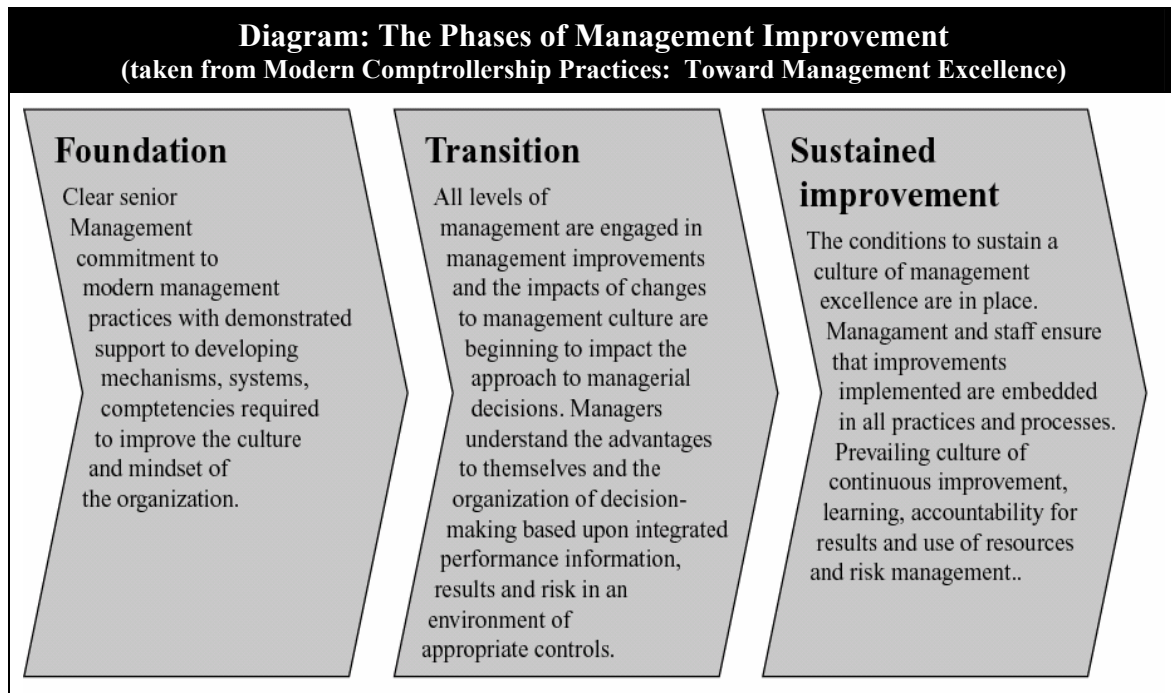 Diagram: The Phases of Management Improvement
(taken from Modern Comptrollership Practices: Toward Management Excellence)
Foundation
Clear senior
Management
commitment to
modern management
practices with demonstrated
support to developing
mechanisms, systems,
comptetencies required
to improve the culture
and mindset of
the organization.
Transition
All levels of
management are engaged in
management improvements
and the impacts of changes
to management culture are
beginning to impact the
approach to managerial
decisions. Managers
understand the advantages
to themselves and the
organization of decision-
making based upon integrated
performance information,
results and risk in an
environment of
appropriate controls.
Sustained
improvement
The conditions to sustain a
culture of management
excellence are in place.
Managament and staff ensure
that improvements
implemented are embedded
in all practices and processes.
Prevailing culture of
continuous improvement,
learning, accountability for
results and use of resources
and risk management..